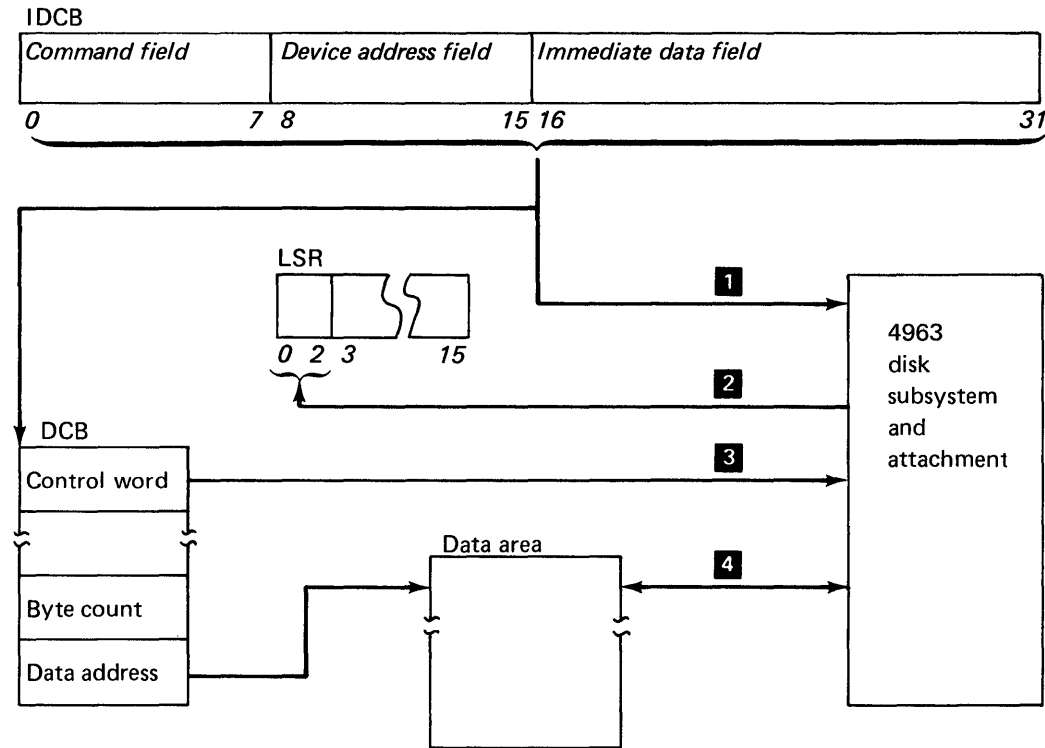 IDCB
Command field Device address field Immediate data field
0 7 8 15 16 31
LSR
1
0 2 3 15
4963
disk
subsystem
and
attachment
2
DCB
Control word
3
Data area
4
Byte count
Data address